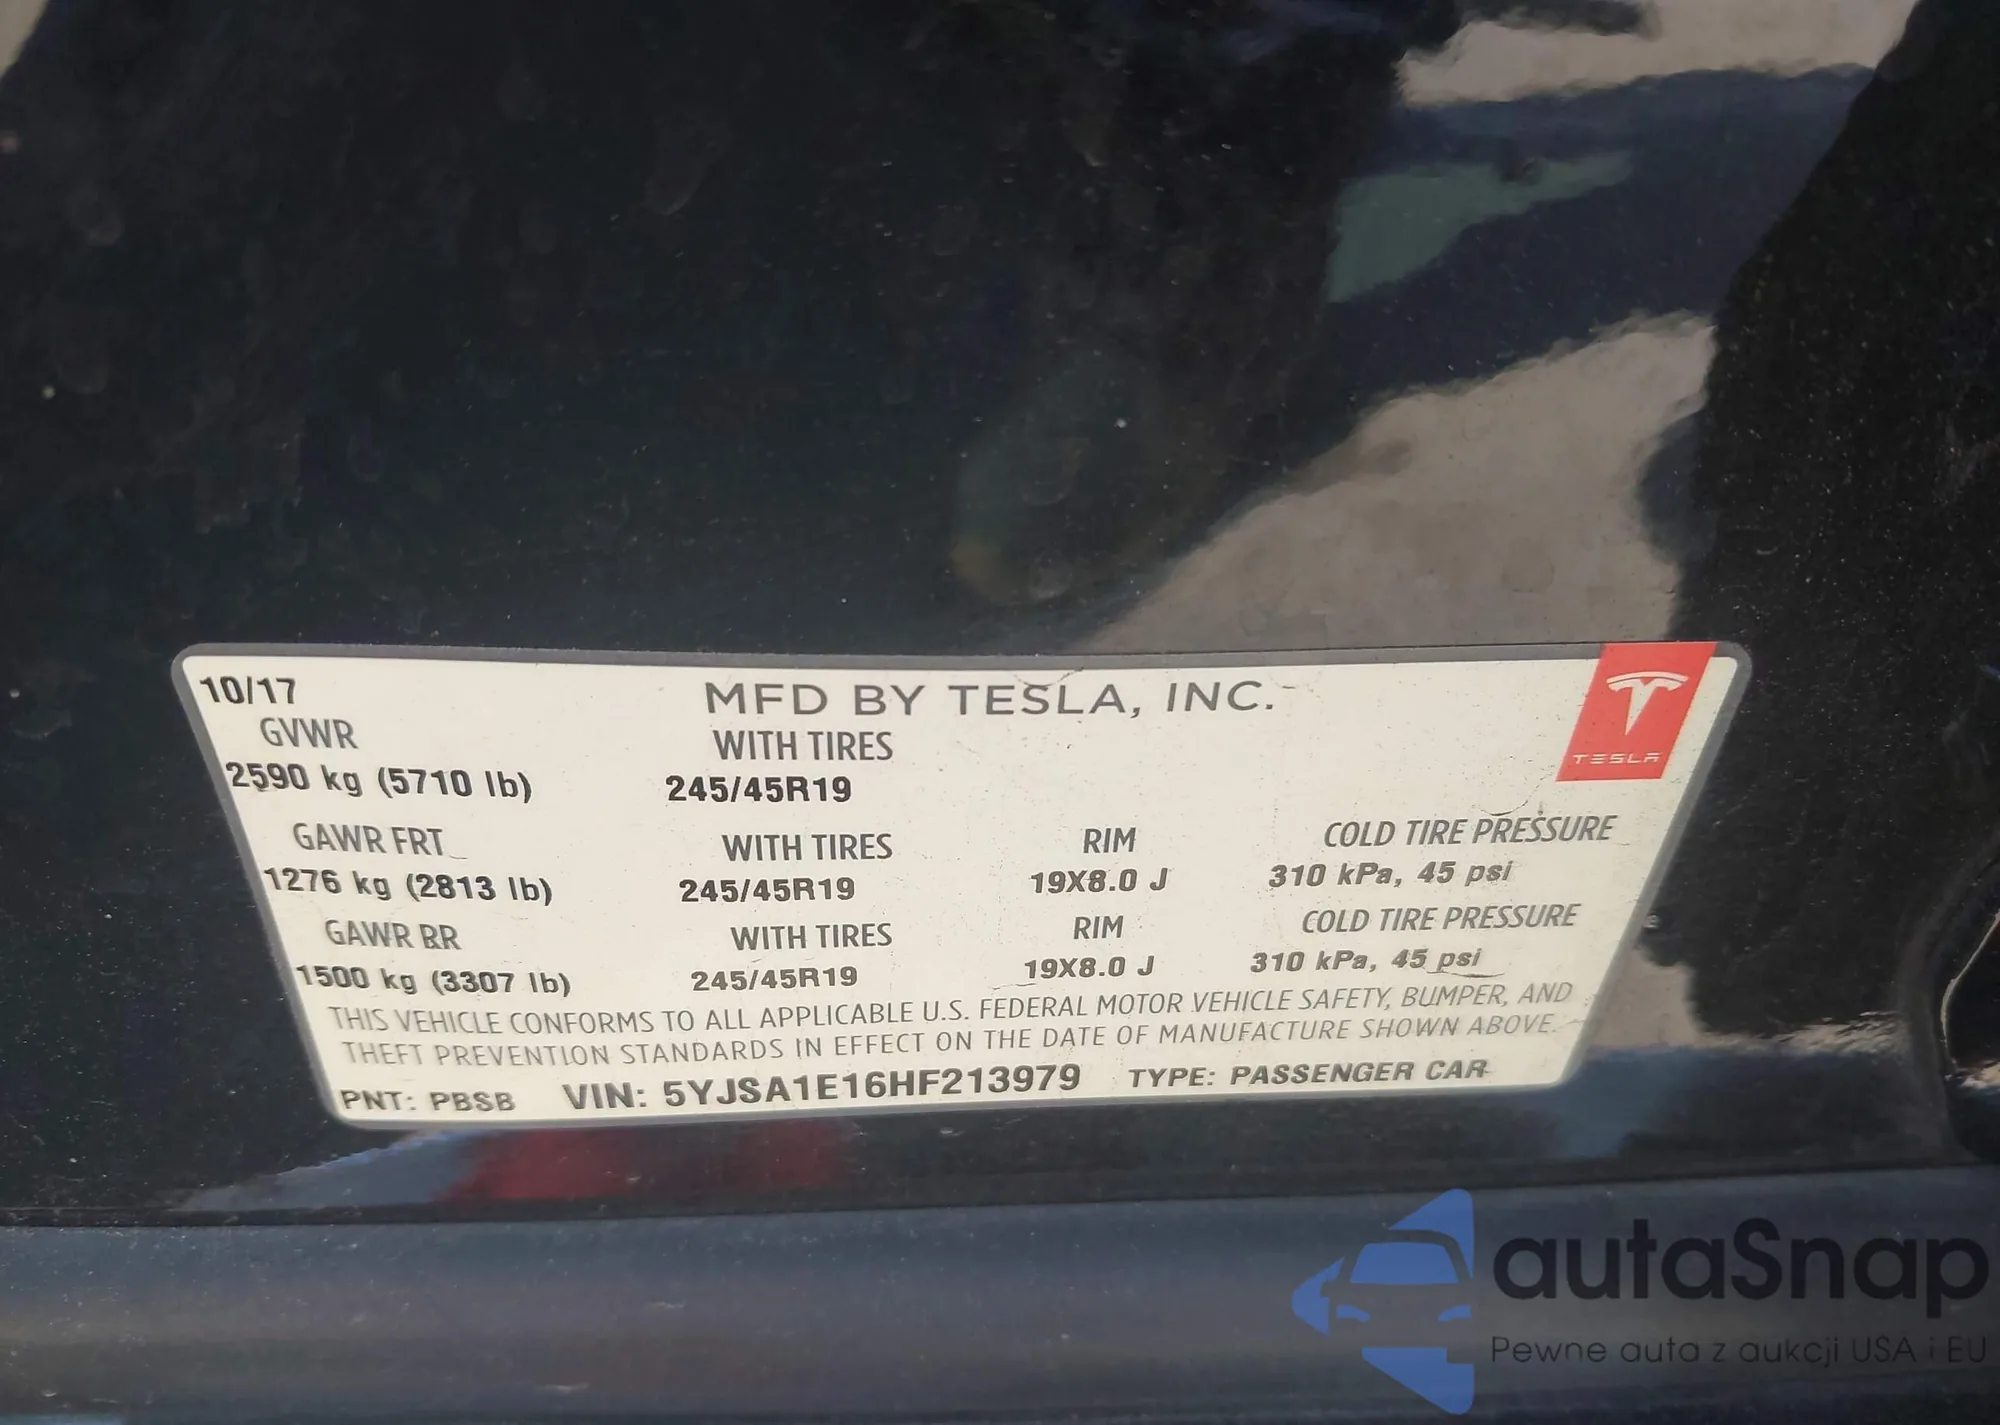 10/17 MFD BY TESLA, INC.
GVWR WITH TIRES
TESLA
2590 kg (5710 lb) 245/45R19
GAWR FRT WITH TIRES RIM COLD TIRE PRESSURE
1276 kg (2813 lb) 245/45R19 19X8.0 J 310 kPa, 45 psi
GAWR RR WITH TIRES RIM COLD TIRE PRESSURE
1500 kg (3307 lb) 245/45R19 19X8.0 J 310 kPa, 45 psi
THIS VEHICLE CONFORMS TO ALL APPLICABLE U.S. FEDERAL MOTOR VEHICLE SAFETY, BUMPER, AND
THEFT PREVENTION STANDARDS IN EFFECT ON THE DATE OF MANUFACTURE SHOWN ABOVE.
PNT: PBSB VIN: 5YJSA1E16HF213979 TYPE: PASSENGER CAR
autaSnap
Pewne auta z aukcji USA i EU